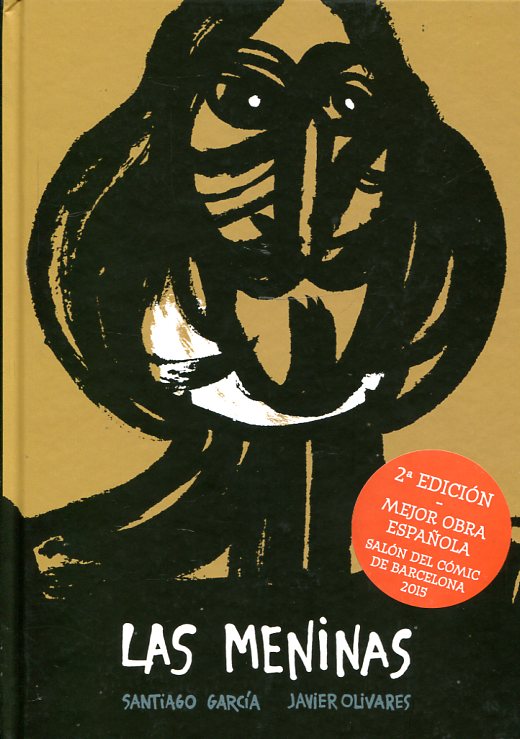 2ª EDICIÓN
-
MEJOR OBRA
ESPAÑOLA
SALÓN DEL CÓMIC
DE BARCELONA
2015
LAS MENINAS
SANTIAGO GARCÍA JAVIER OLIVARES